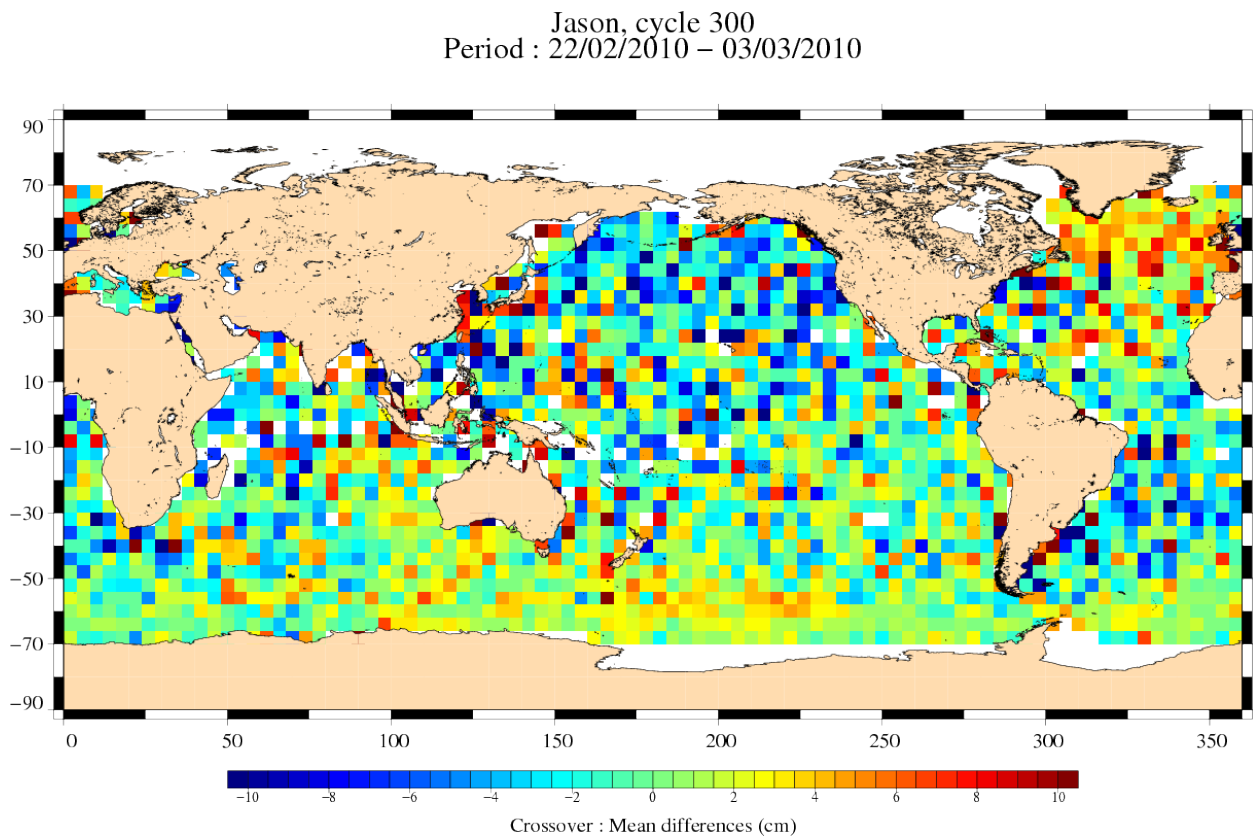 Jason, cycle 300
Period : 22/02/2010 − 03/03/2010
90
70
50
30
10
−10
−30
−50
−70
−90
0 50 100 150 200 250 300 350
−10 −8 −6 −4 −2 0 2 4 6 8 10
Crossover : Mean differences (cm)